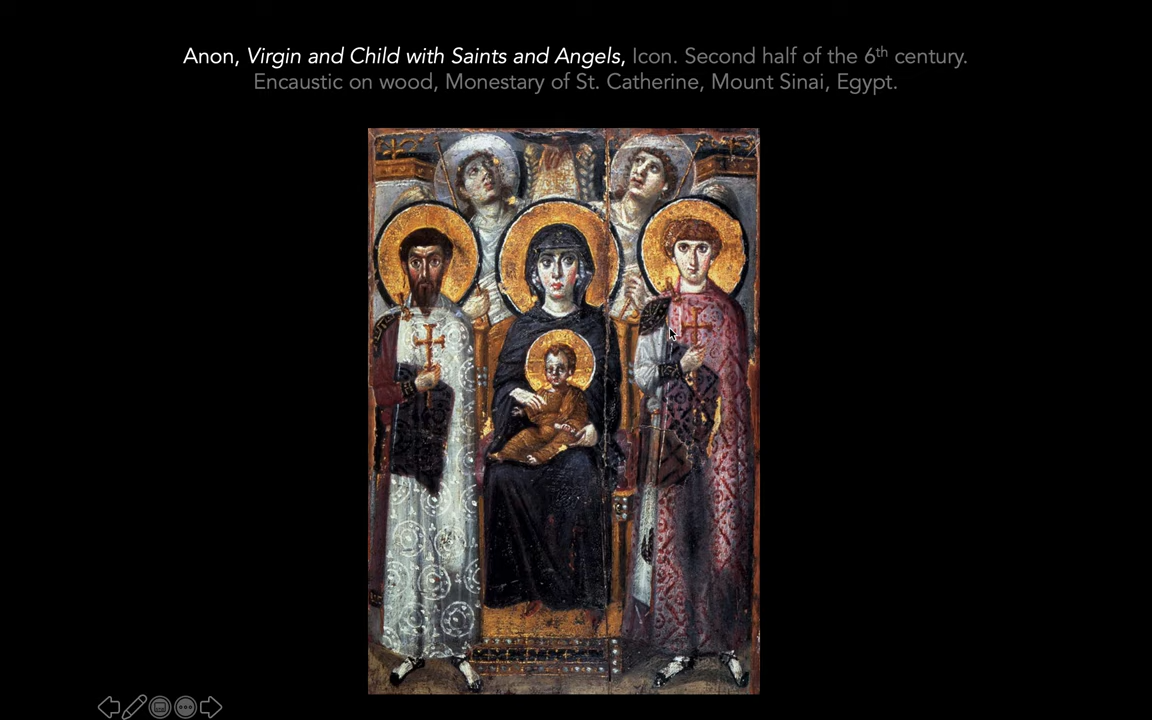 Anon, Virgin and Child with Saints and Angels, Icon. Second half of the 6th century.
Encaustic on wood, Monestary of St. Catherine, Mount Sinai, Egypt.